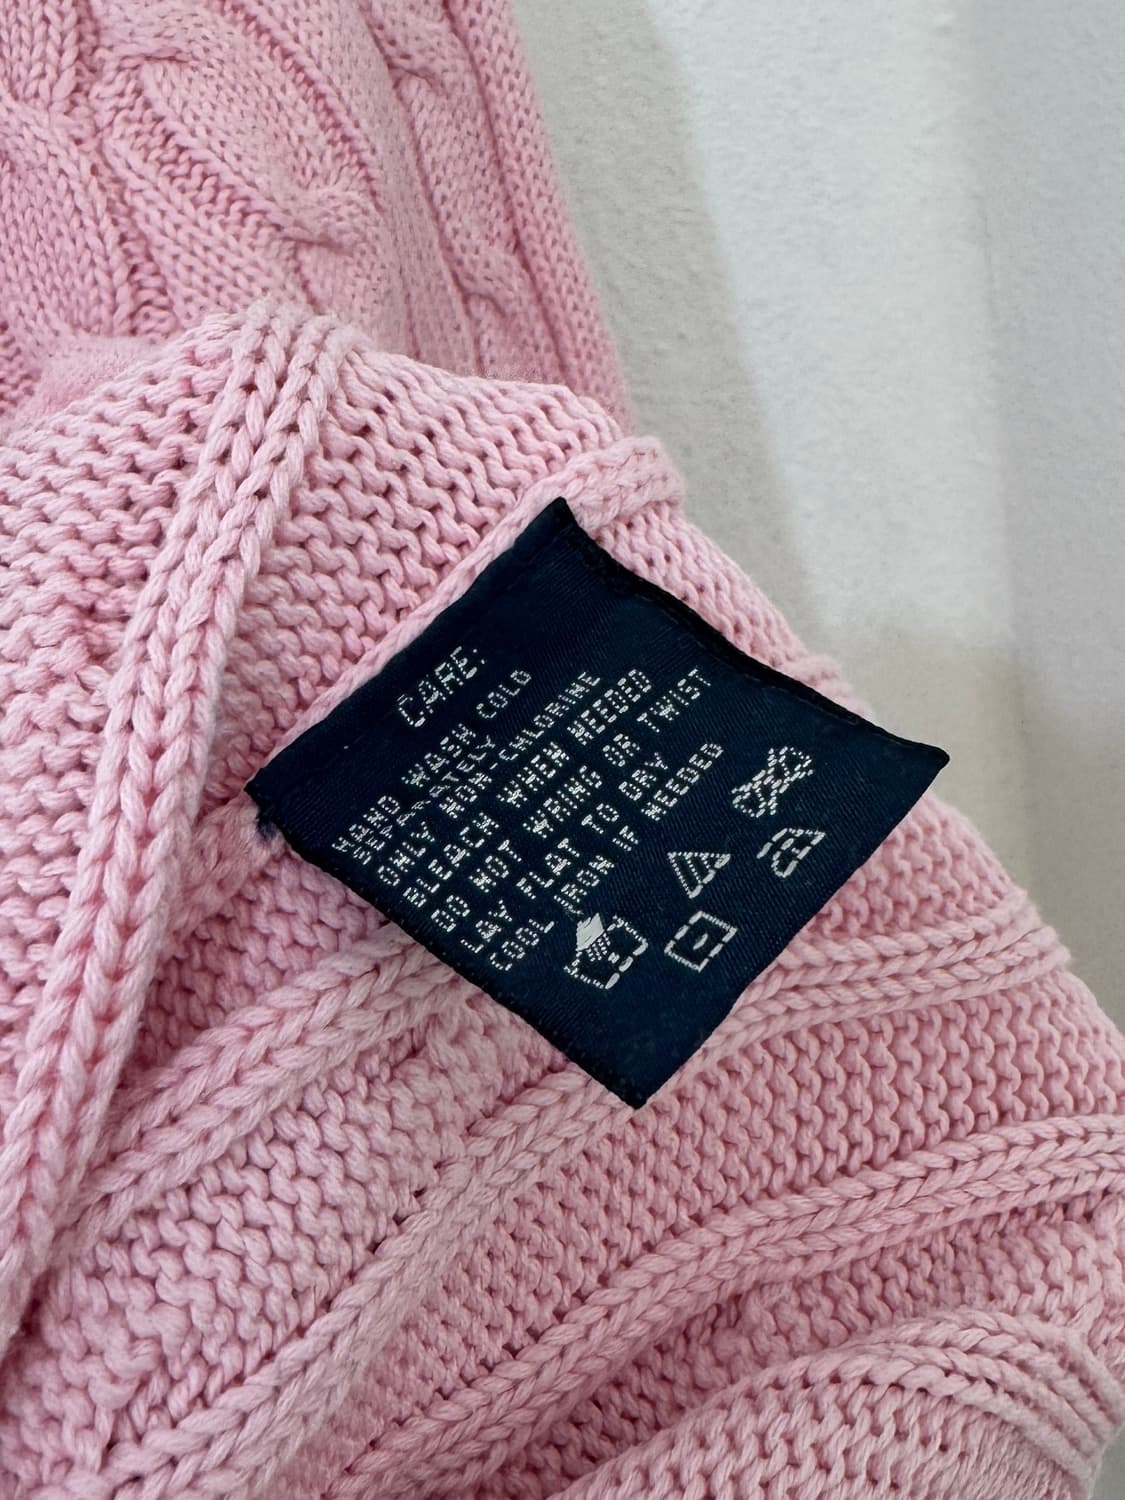 CARE:
HAND WASH COLD
SEPARATELY
ONLY NON-CHLORINE
BLEACH WHEN NEEDED
DO NOT WRING OR TWIST
LAY FLAT TO DRY
COOL IRON IF NEEDED